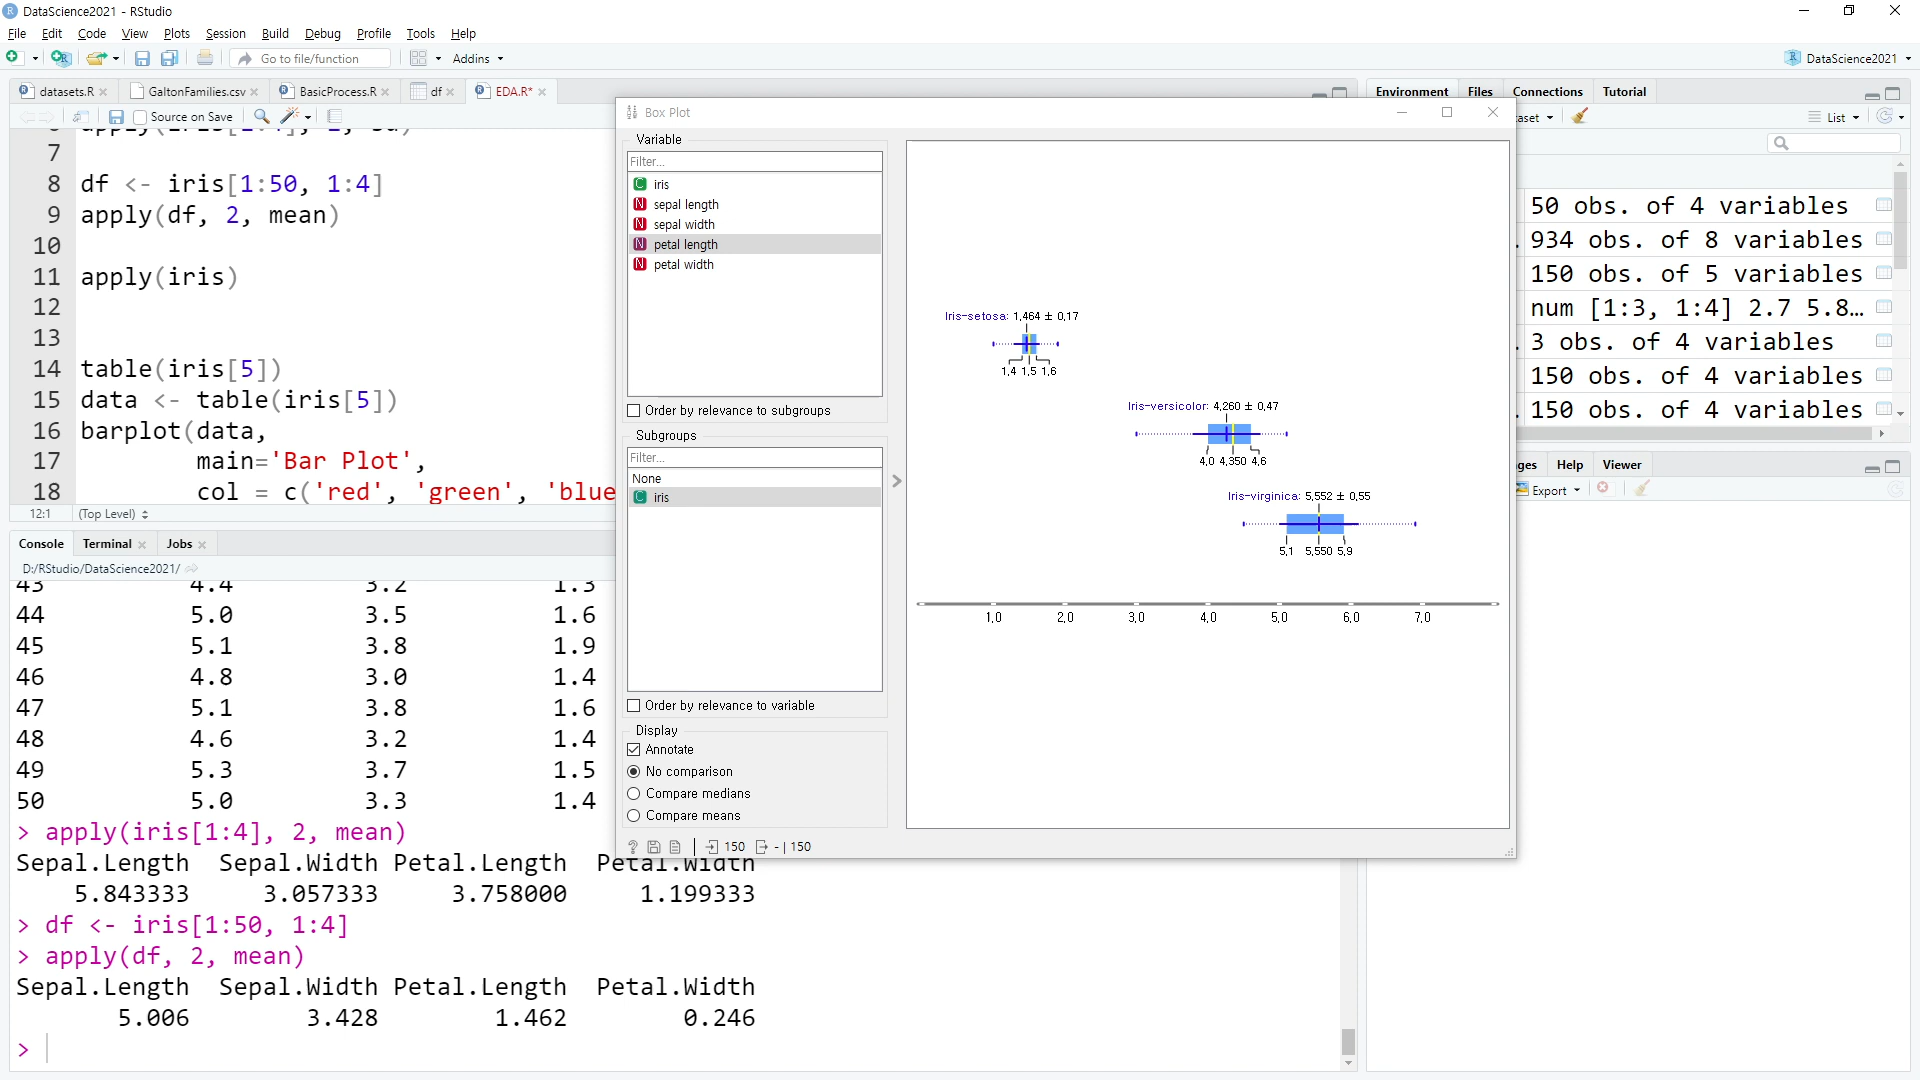 DataScience2021 - RStudio
File Edit Code View Plots Session Build Debug Profile Tools Help
Go to file/function Addins DataScience2021
datasets.R GaltonFamilies.csv BasicProcess.R df EDA.R*
Source on Save
7
8 df <- iris[1:50, 1:4]
9 apply(df, 2, mean)
10
11 apply(iris)
12
13
14 table(iris[5])
15 data <- table(iris[5])
16 barplot(data,
17 main='Bar Plot',
18 col = c('red', 'green', 'blue
12:1 (Top Level)
Console Terminal Jobs
D:/RStudio/DataScience2021/
43 4.4 3.2 1.3
44 5.0 3.5 1.6
45 5.1 3.8 1.9
46 4.8 3.0 1.4
47 5.1 3.8 1.6
48 4.6 3.2 1.4
49 5.3 3.7 1.5
50 5.0 3.3 1.4
> apply(iris[1:4], 2, mean)
Sepal.Length Sepal.Width Petal.Length Petal.Width
5.843333 3.057333 3.758000 1.199333
> df <- iris[1:50, 1:4]
> apply(df, 2, mean)
Sepal.Length Sepal.Width Petal.Length Petal.Width
5.006 3.428 1.462 0.246
>
Box Plot
Variable
Filter...
C iris
N sepal length
N sepal width
N petal length
N petal width
Order by relevance to subgroups
Subgroups
Filter...
None
C iris
Order by relevance to variable
Display
Annotate
No comparison
Compare medians
Compare means
? 150 - | 150
Iris-setosa: 1,464 ± 0,17
1,4 1,5 1,6
Iris-versicolor: 4,260 ± 0,47
4,0 4,350 4,6
Iris-virginica: 5,552 ± 0,55
5,1 5,550 5,9
1,0 2,0 3,0 4,0 5,0 6,0 7,0
Environment Files Connections Tutorial
aset List
50 obs. of 4 variables
. 934 obs. of 8 variables
150 obs. of 5 variables
num [1:3, 1:4] 2.7 5.8…
. 3 obs. of 4 variables
150 obs. of 4 variables
. 150 obs. of 4 variables
ges Help Viewer
Export